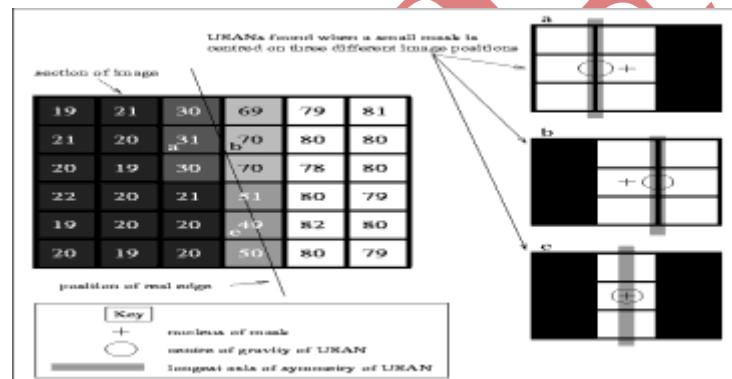 USANs found when a small mask is
centred on three different image positions
section of image
19 21 30 69 79 81
21 20 31 70 80 80
a b
20 19 30 70 78 80
22 20 21 51 80 79
19 20 20 49 82 80
c
20 19 20 50 80 79
position of real edge
Key
nucleus of mask
centre of gravity of USAN
longest axis of symmetry of USAN
a
b
c